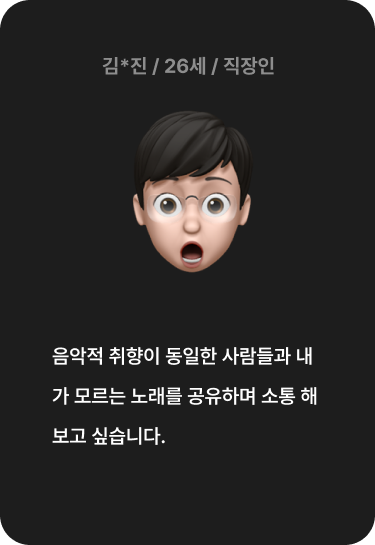 김*진 / 26세 / 직장인
음악적 취향이 동일한 사람들과 내
가 모르는 노래를 공유하며 소통 해
보고 싶습니다.